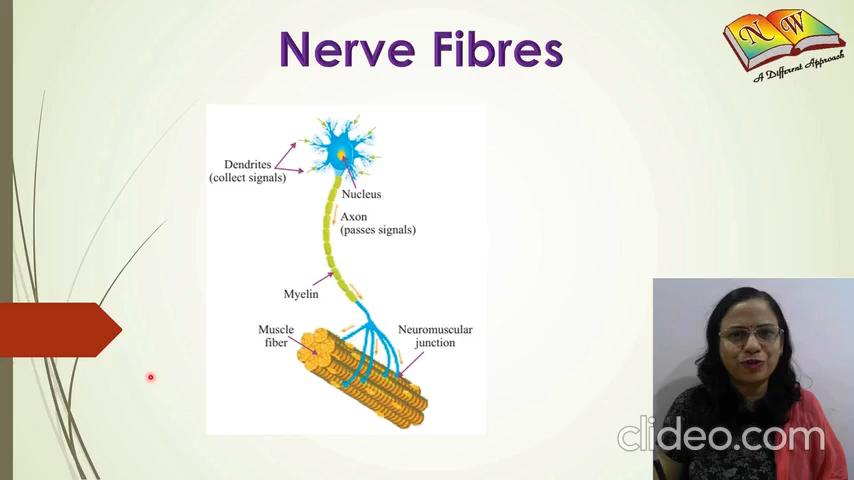 Nerve Fibres
N W
A Different Approach
Dendrites
(collect signals)
Nucleus
Axon
(passes signals)
Myelin
Muscle
fiber
Neuromuscular
junction
clideo.com